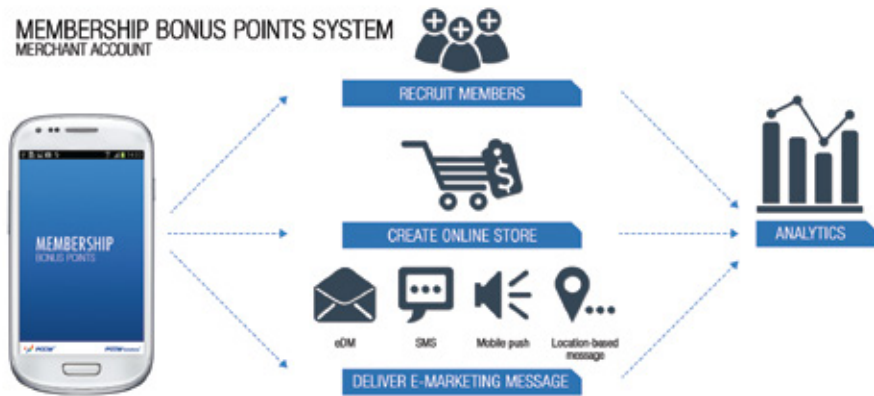 MEMBERSHIP BONUS POINTS SYSTEM
MERCHANT ACCOUNT
RECRUIT MEMBERS
MEMBERSHIP
BONUS POINTS
CREATE ONLINE STORE
ANALYTICS
eDM
SMS
Mobile push
Location-based
message
DELIVER E-MARKETING MESSAGE